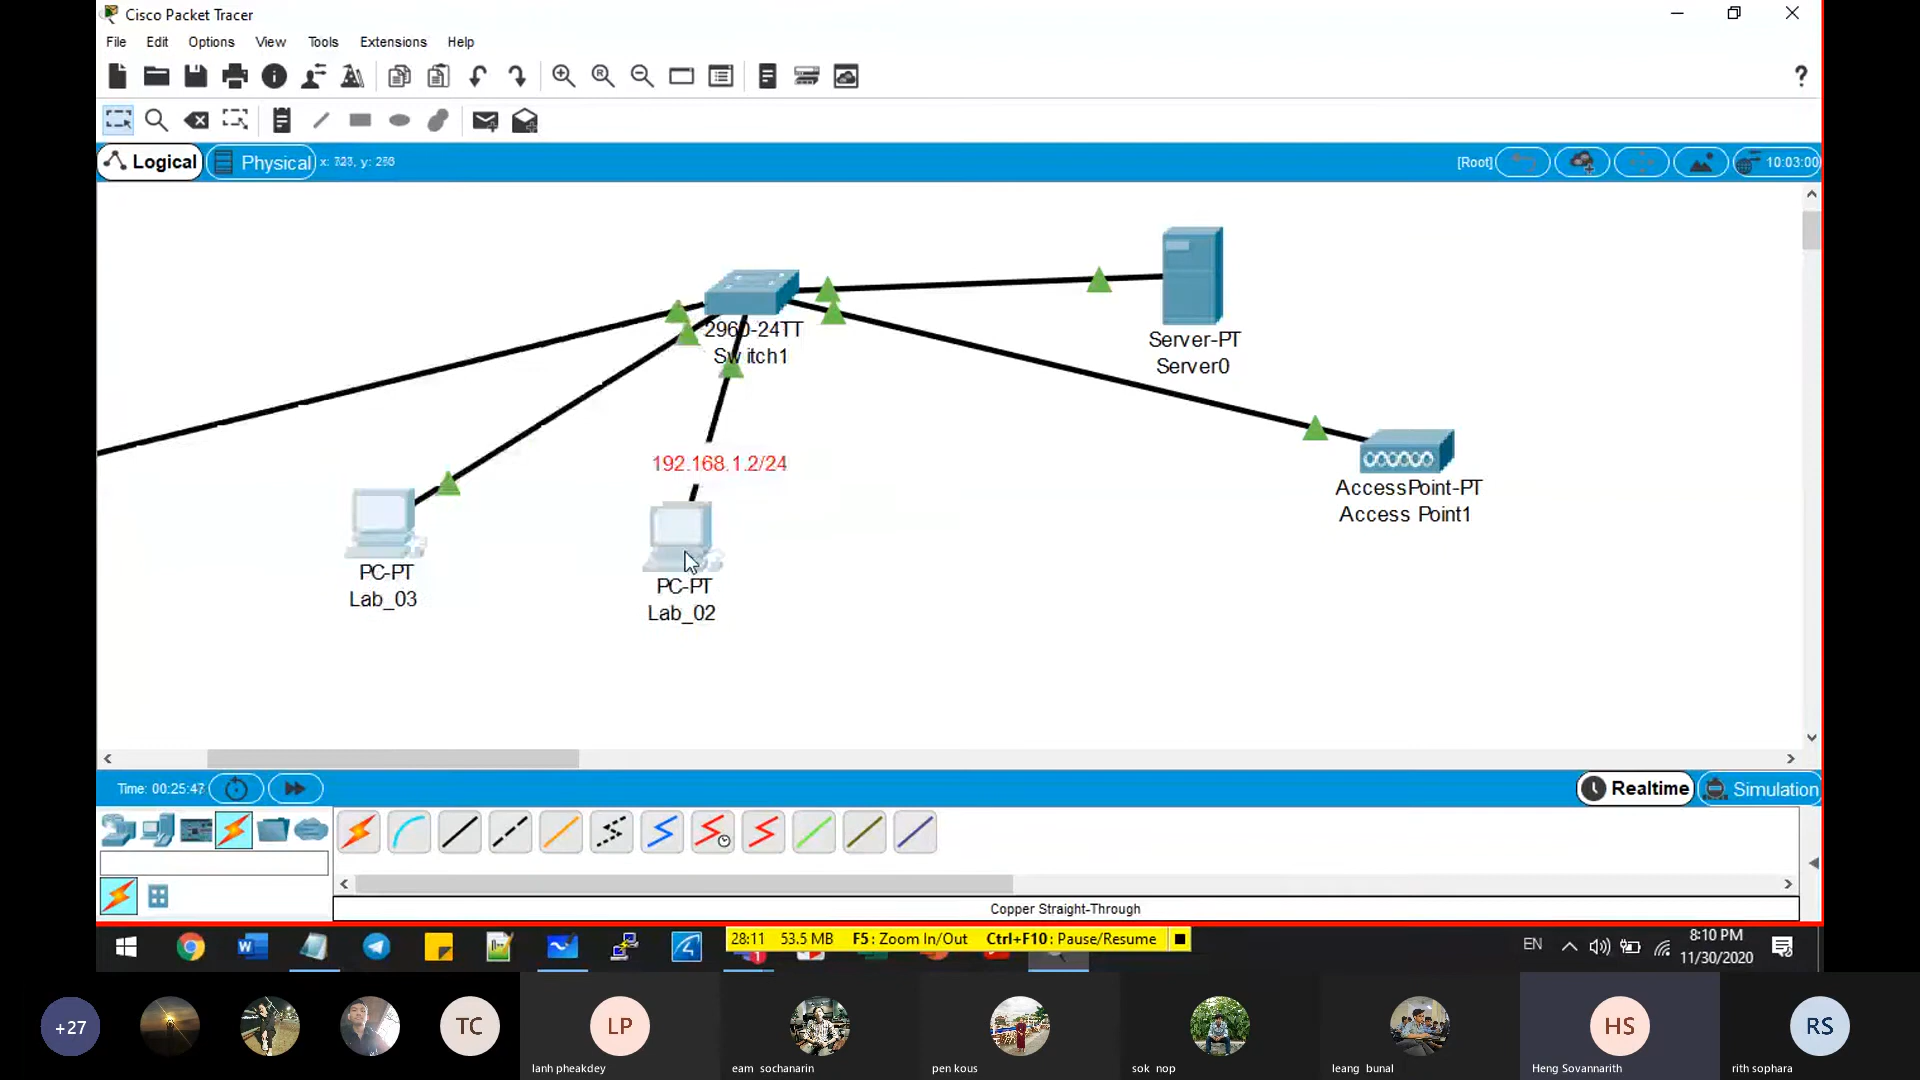 Cisco Packet Tracer
File Edit Options View Tools Extensions Help
Logical Physical x: 723, y: 256 [Root] 10:03:00
2960-24TT
Switch1
Server-PT
Server0
192.168.1.2/24
AccessPoint-PT
Access Point1
PC-PT
Lab_03
PC-PT
Lab_02
Time: 00:25:47 Realtime Simulation
Copper Straight-Through
28:11 53.5 MB F5: Zoom In/Out Ctrl+F10: Pause/Resume
EN 8:10 PM
11/30/2020
+27 TC LP HS RS
lanh pheakdey eam sochanarin pen kous sok nop leang bunal Heng Sovannarith rith sophara